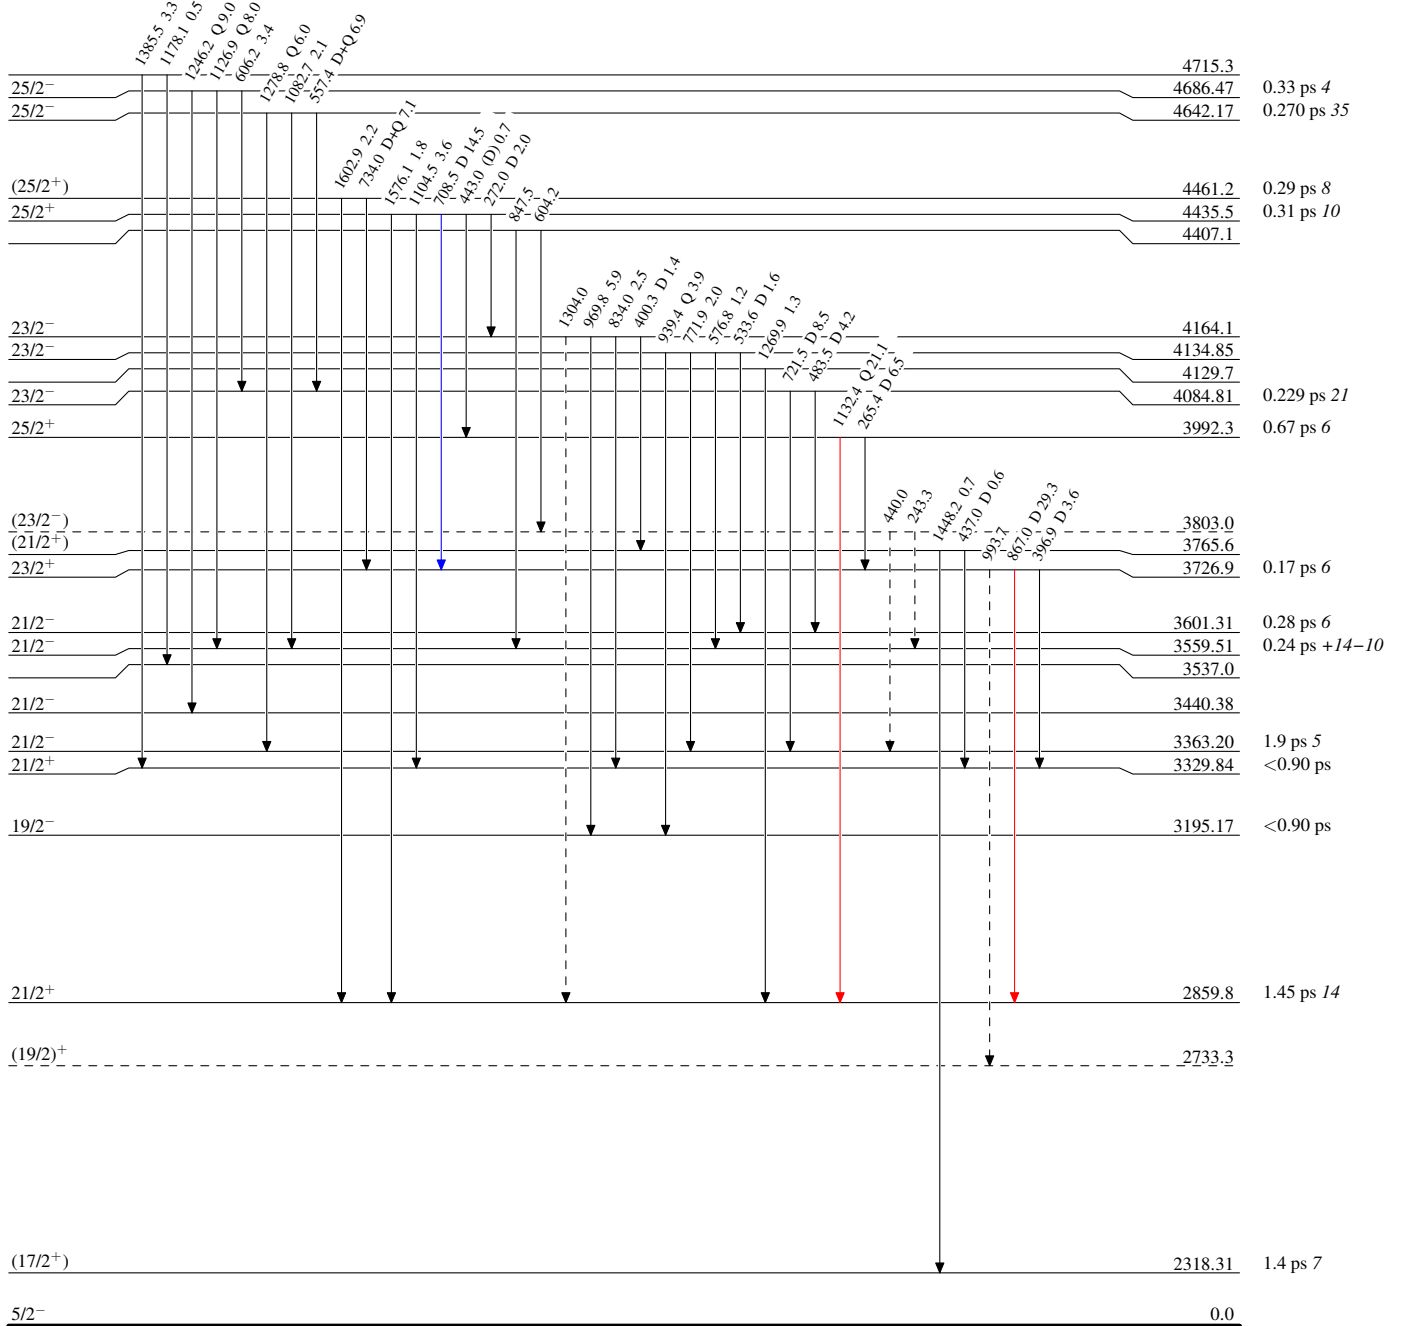 1385.5 3.3
1178.1 0.5
1246.2 Q 9.0
1126.9 Q 8.0
606.2 3.4
1278.8 Q 6.0
1082.7 2.1
557.4 D+Q 6.9
4715.3
25/2⁻ 4686.47 0.33 ps 4
25/2⁻ 4642.17 0.270 ps 35
1602.9 2.2
734.0 D+Q 7.1
1576.1 1.8
1104.5 3.6
708.5 D 14.5
443.0 (D) 0.7
272.0 D 2.0
847.5
604.2
(25/2⁺) 4461.2 0.29 ps 8
25/2⁺ 4435.5 0.31 ps 10
4407.1
1304.0
969.8 5.9
834.0 2.5
400.3 D 1.4
939.4 Q 3.9
771.9 2.0
576.8 1.2
533.6 D 1.6
1269.9 1.3
721.5 D 8.5
483.5 D 4.2
1132.4 Q 21.1
265.4 D 6.5
23/2⁻ 4164.1
23/2⁻ 4134.85
4129.7
23/2⁻ 4084.81 0.229 ps 21
25/2⁺ 3992.3 0.67 ps 6
440.0
243.3
1448.2 0.7
437.0 D 0.6
993.7
867.0 D 29.3
396.9 D 3.6
(23/2⁻) 3803.0
(21/2⁺) 3765.6
23/2⁺ 3726.9 0.17 ps 6
21/2⁻ 3601.31 0.28 ps 6
21/2⁻ 3559.51 0.24 ps +14−10
3537.0
21/2⁻ 3440.38
21/2⁻ 3363.20 1.9 ps 5
21/2⁺ 3329.84 <0.90 ps
19/2⁻ 3195.17 <0.90 ps
21/2⁺ 2859.8 1.45 ps 14
(19/2)⁺ 2733.3
(17/2⁺) 2318.31 1.4 ps 7
5/2⁻ 0.0